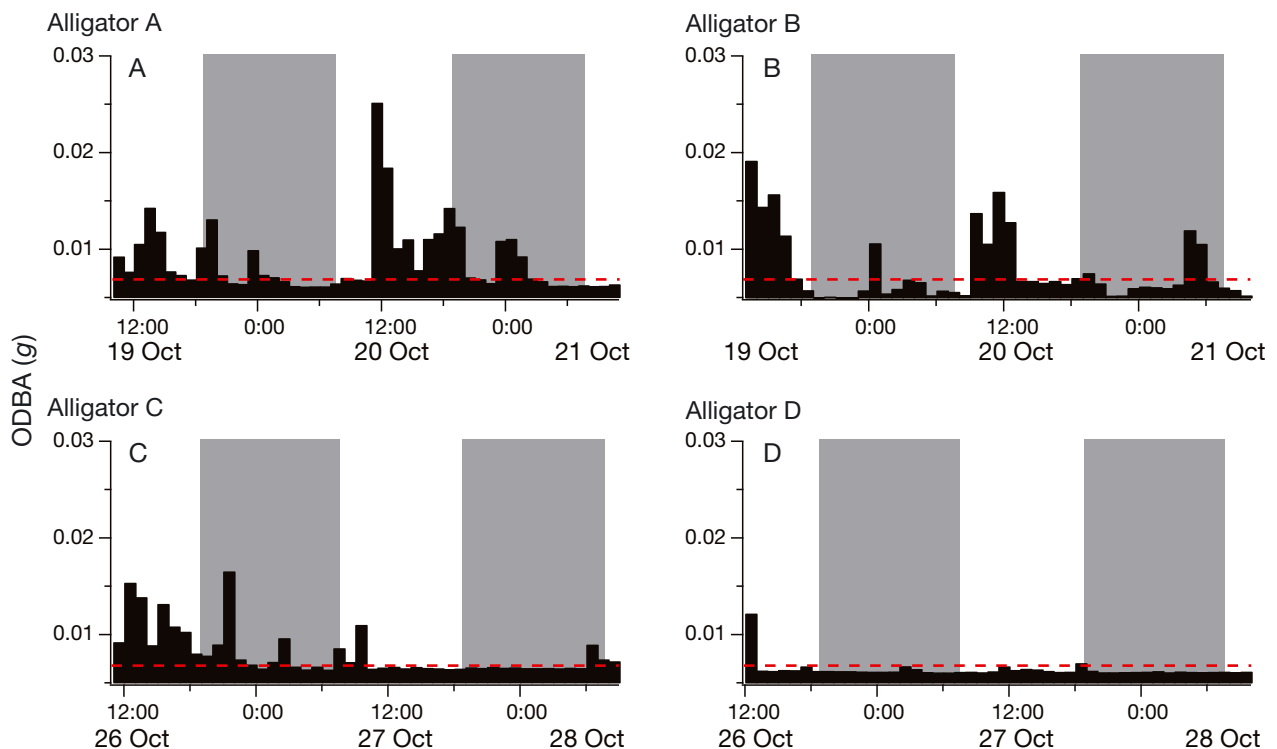 Alligator A
Alligator B
0.03
A
0.03
B
0.02
0.02
0.01
0.01
12:00 0:00 12:00 0:00
19 Oct 20 Oct 21 Oct
0:00 12:00 0:00
19 Oct 20 Oct 21 Oct
ODBA (g)
Alligator C
Alligator D
0.03
C
0.03
D
0.02
0.02
0.01
0.01
12:00 0:00 12:00 0:00
26 Oct 27 Oct 28 Oct
12:00 0:00 12:00 0:00
26 Oct 27 Oct 28 Oct